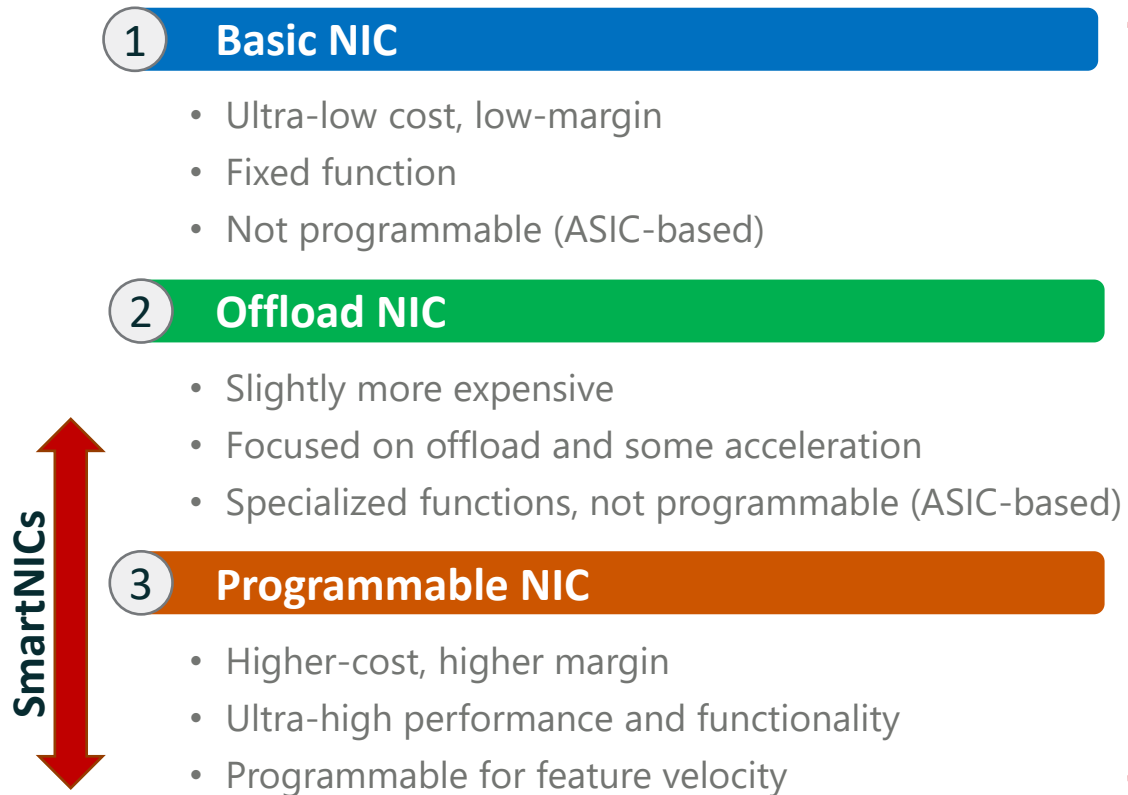 1 Basic NIC
• Ultra-low cost, low-margin
• Fixed function
• Not programmable (ASIC-based)
2 Offload NIC
• Slightly more expensive
• Focused on offload and some acceleration
• Specialized functions, not programmable (ASIC-based)
SmartNICs
3 Programmable NIC
• Higher-cost, higher margin
• Ultra-high performance and functionality
• Programmable for feature velocity